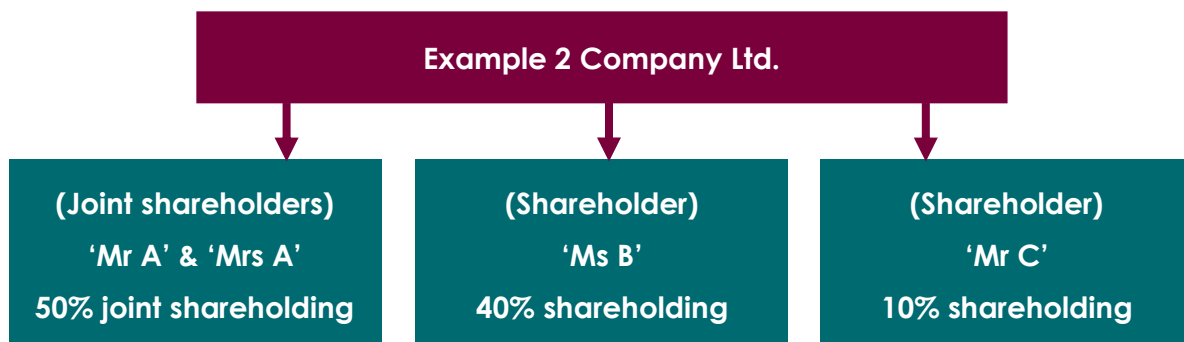 Example 2 Company Ltd.
(Joint shareholders)
‘Mr A’ & ‘Mrs A’
50% joint shareholding
(Shareholder)
‘Ms B’
40% shareholding
(Shareholder)
‘Mr C’
10% shareholding